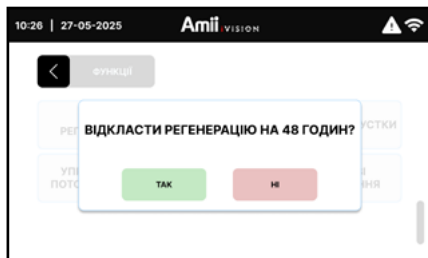 10:26 | 27-05-2025 Amii.VISION
ФУНКЦІЇ
ВІДКЛАСТИ РЕГЕНЕРАЦІЮ НА 48 ГОДИН?
ТАК НІ